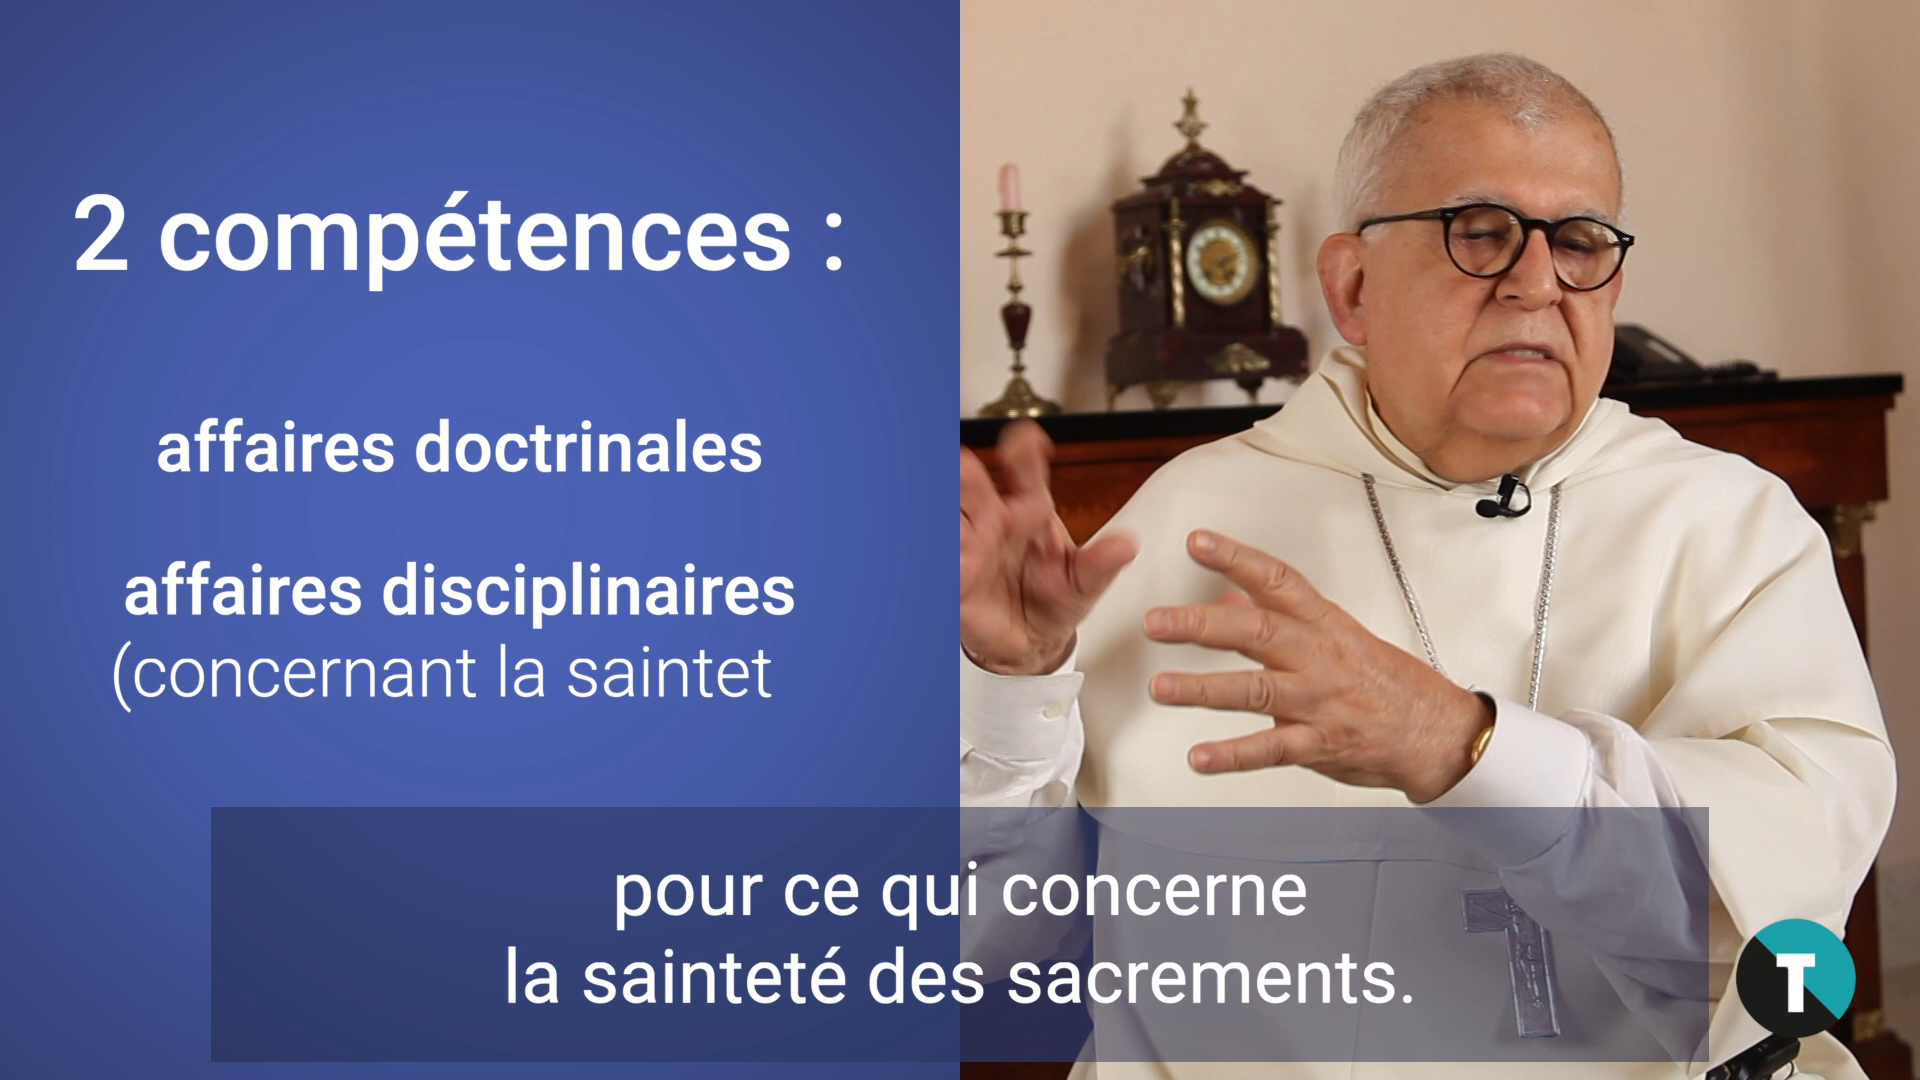 2 compétences :
affaires doctrinales
affaires disciplinaires
(concernant la saintet
pour ce qui concerne
la sainteté des sacrements.
T